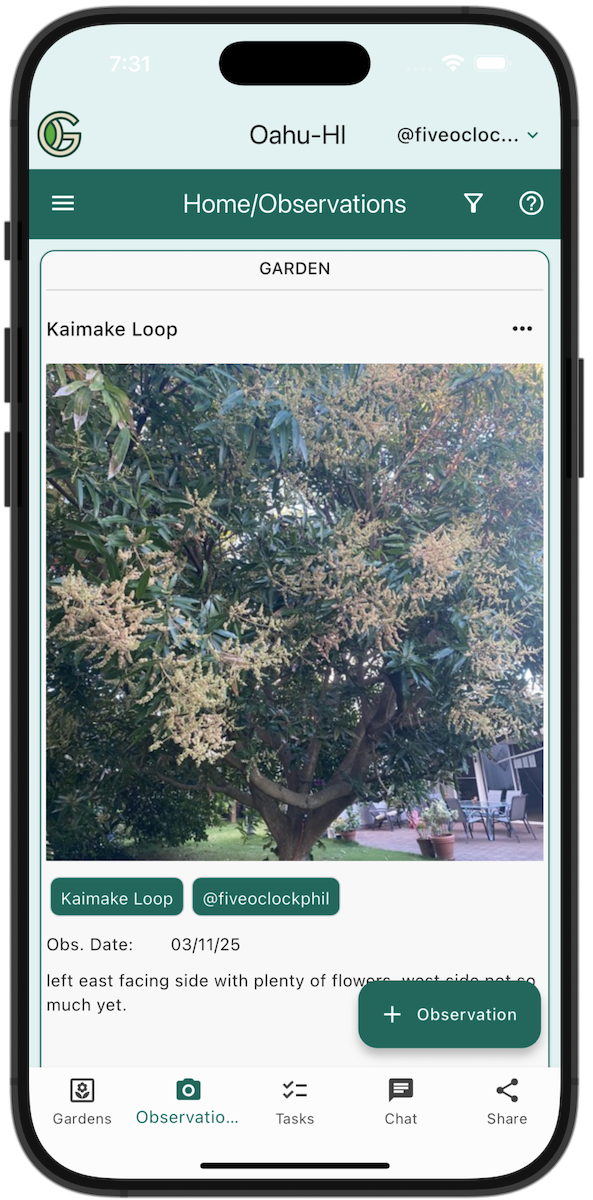 7:31
Oahu-HI @fiveocloc...
Home/Observations
GARDEN
Kaimake Loop
Kaimake Loop @fiveoclockphil
Obs. Date: 03/11/25
left east facing side with plenty of flowers, west side not so
much yet.
+ Observation
Gardens Observatio... Tasks Chat Share